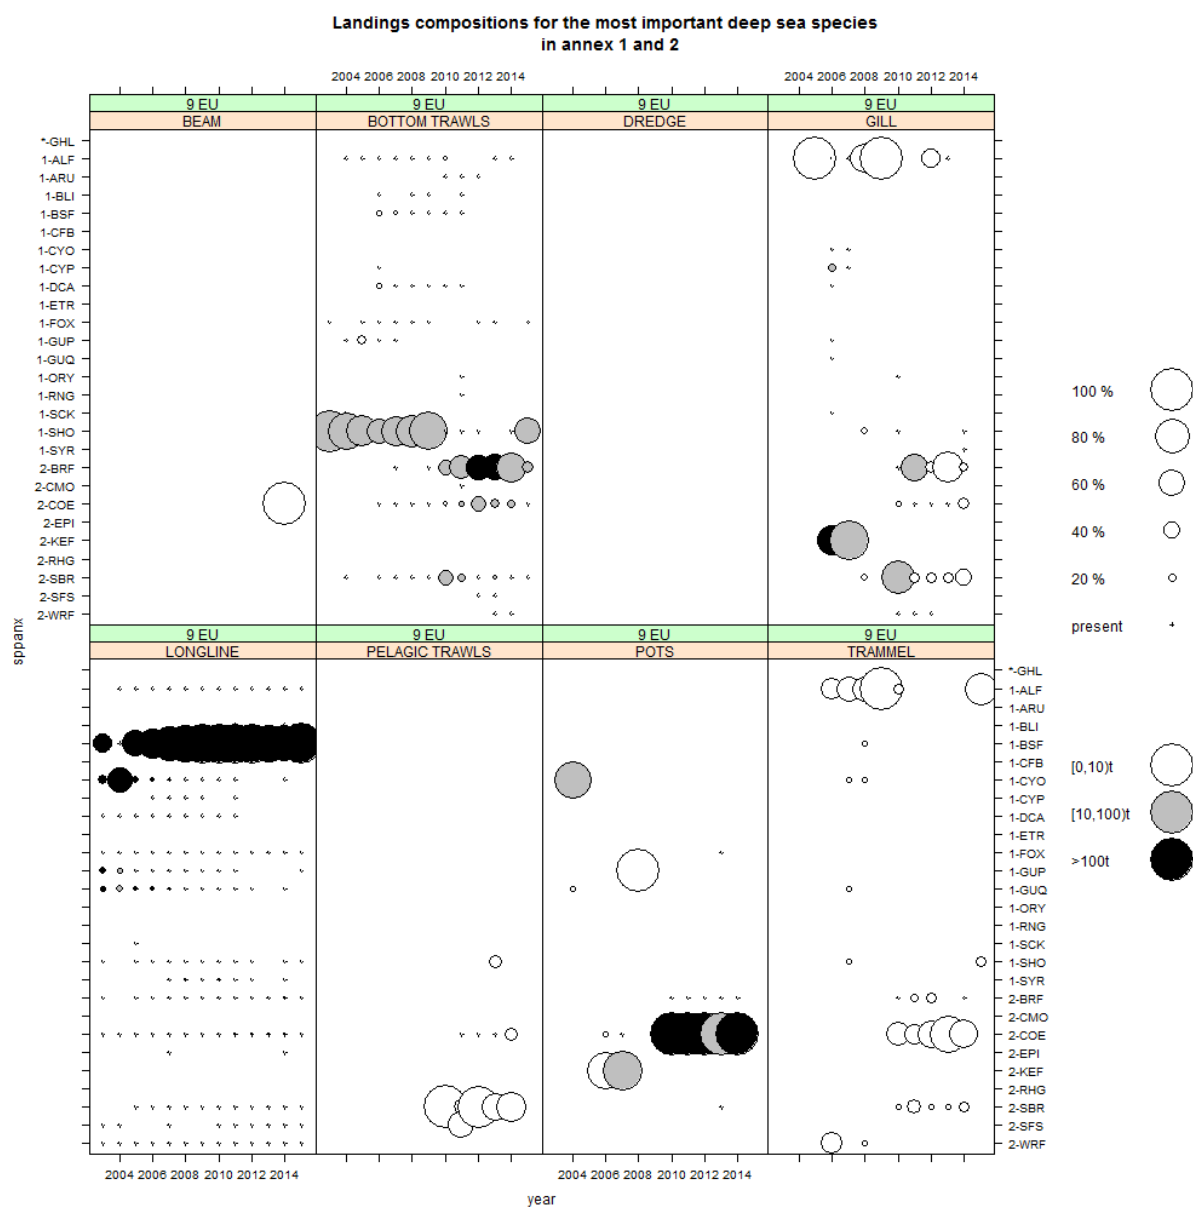 Landings compositions for the most important deep sea species
in annex 1 and 2
2004 2006 2008 2010 2012 2014
2004 2006 2008 2010 2012 2014
9 EU
9 EU
9 EU
9 EU
BEAM
BOTTOM TRAWLS
DREDGE
GILL
*-GHL
1-ALF
1-ARU
1-BLI
1-BSF
1-CFB
1-CYO
1-CYP
1-DCA
1-ETR
1-FOX
1-GUP
1-GUQ
1-ORY
1-RNG
1-SCK
1-SHO
1-SYR
2-BRF
2-CMO
2-COE
2-EPI
2-KEF
2-RHG
2-SBR
2-SFS
2-WRF
100 %
80 %
60 %
40 %
20 %
present
sppanx
9 EU
9 EU
9 EU
9 EU
LONGLINE
PELAGIC TRAWLS
POTS
TRAMMEL
*-GHL
1-ALF
1-ARU
1-BLI
1-BSF
1-CFB
1-CYO
1-CYP
1-DCA
1-ETR
1-FOX
1-GUP
1-GUQ
1-ORY
1-RNG
1-SCK
1-SHO
1-SYR
2-BRF
2-CMO
2-COE
2-EPI
2-KEF
2-RHG
2-SBR
2-SFS
2-WRF
[0,10)t
[10,100)t
>100t
2004 2006 2008 2010 2012 2014
2004 2006 2008 2010 2012 2014
year